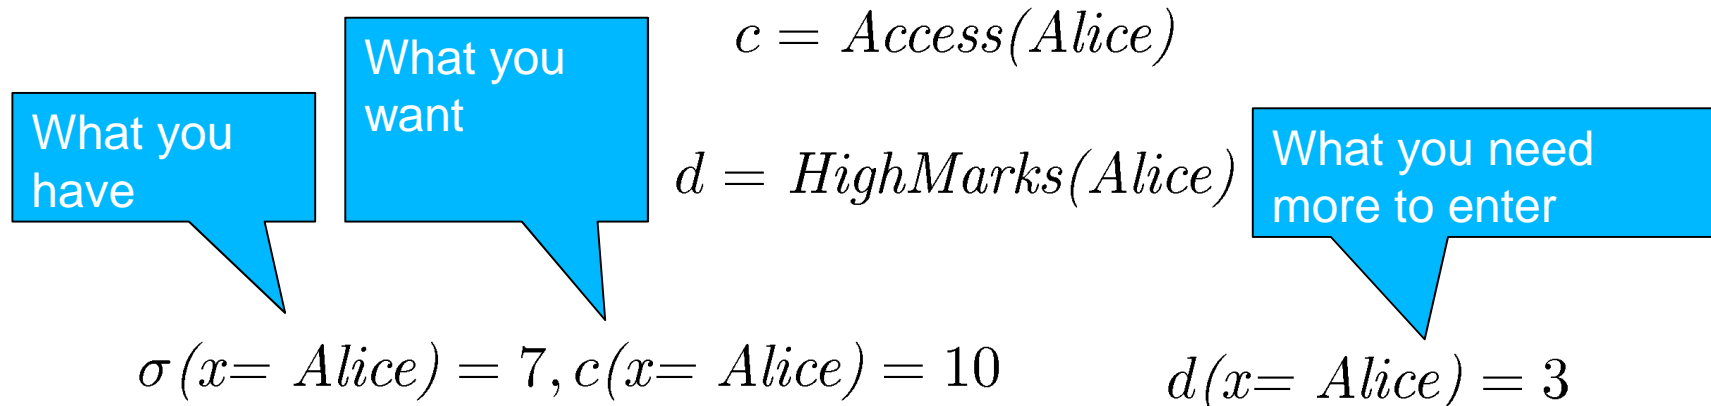 c = Access(Alice)
What you
want
What you
have
d = HighMarks(Alice)
What you need
more to enter
σ(x= Alice) = 7, c(x= Alice) = 10
d(x= Alice) = 3